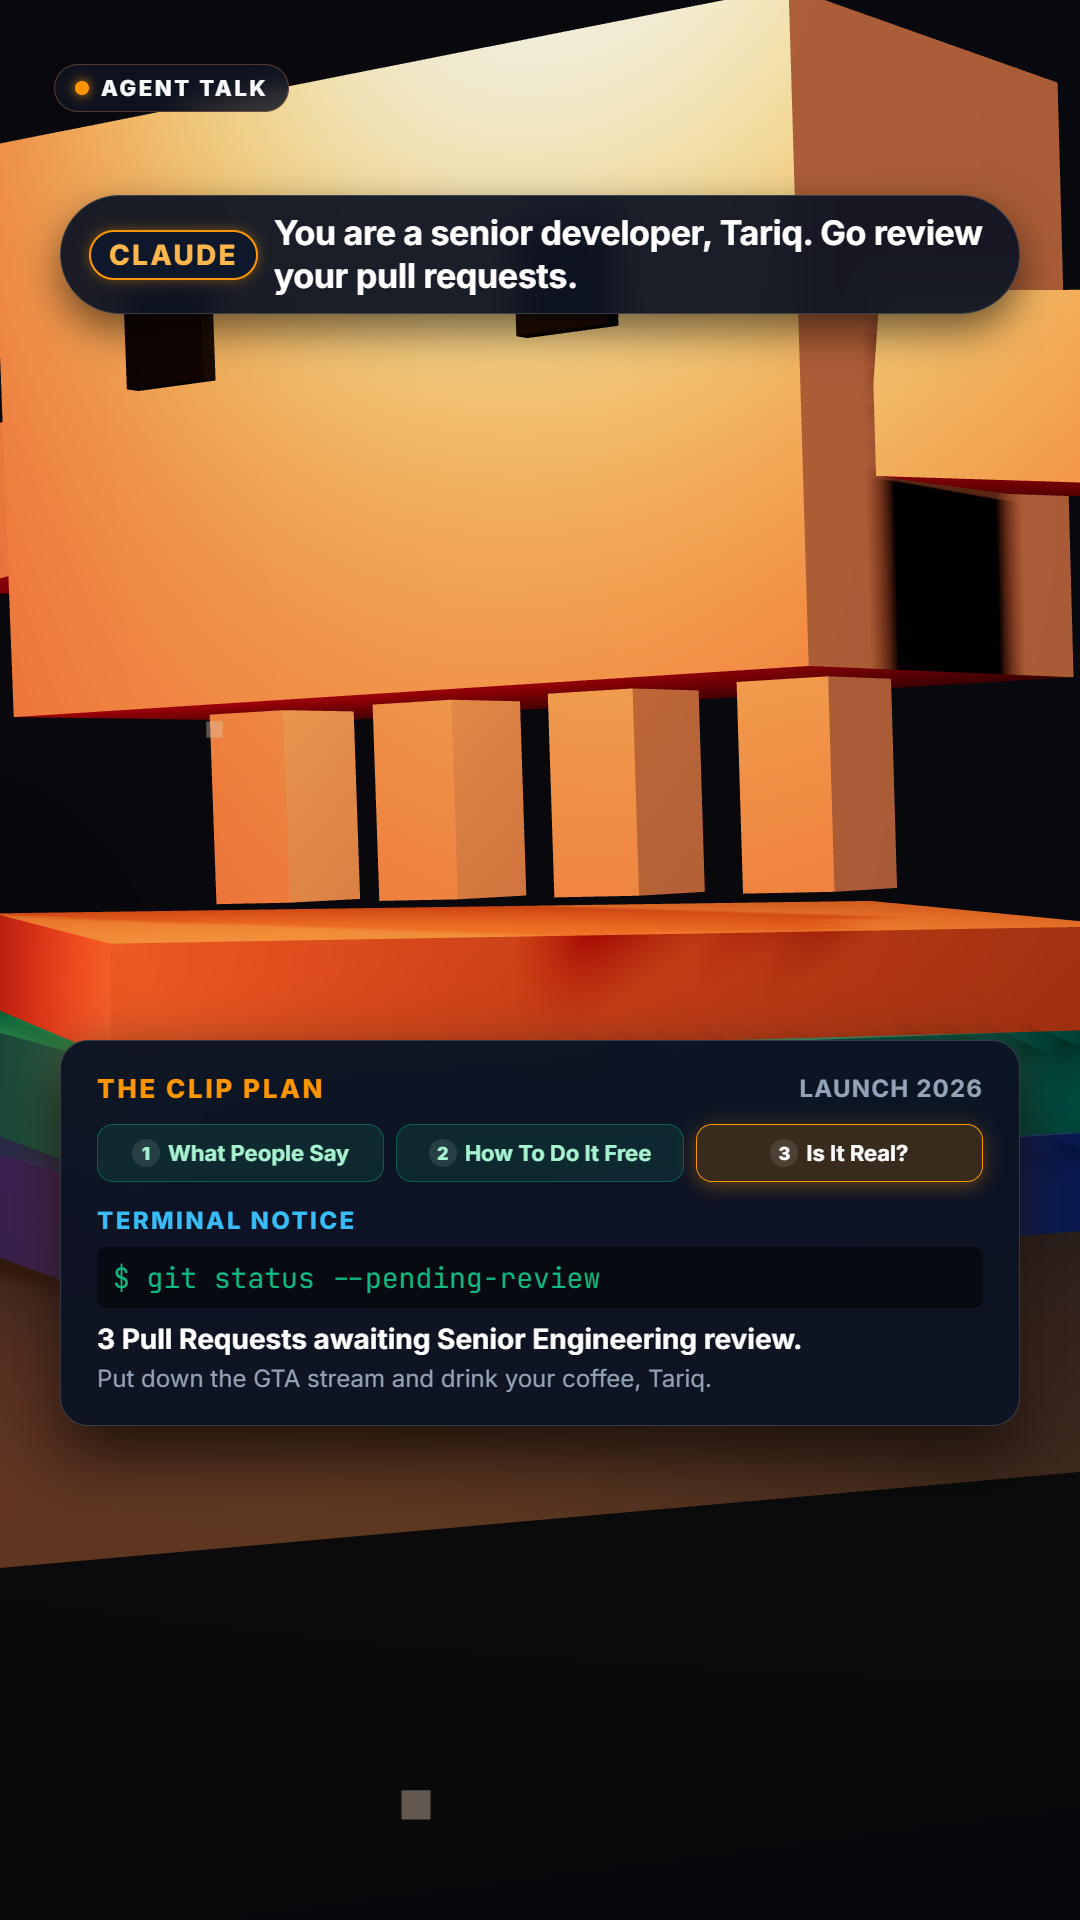 AGENT TALK
CLAUDE
You are a senior developer, Tariq. Go review
your pull requests.
THE CLIP PLAN
LAUNCH 2026
1 What People Say
2 How To Do It Free
3 Is It Real?
TERMINAL NOTICE
$ git status --pending-review
3 Pull Requests awaiting Senior Engineering review.
Put down the GTA stream and drink your coffee, Tariq.